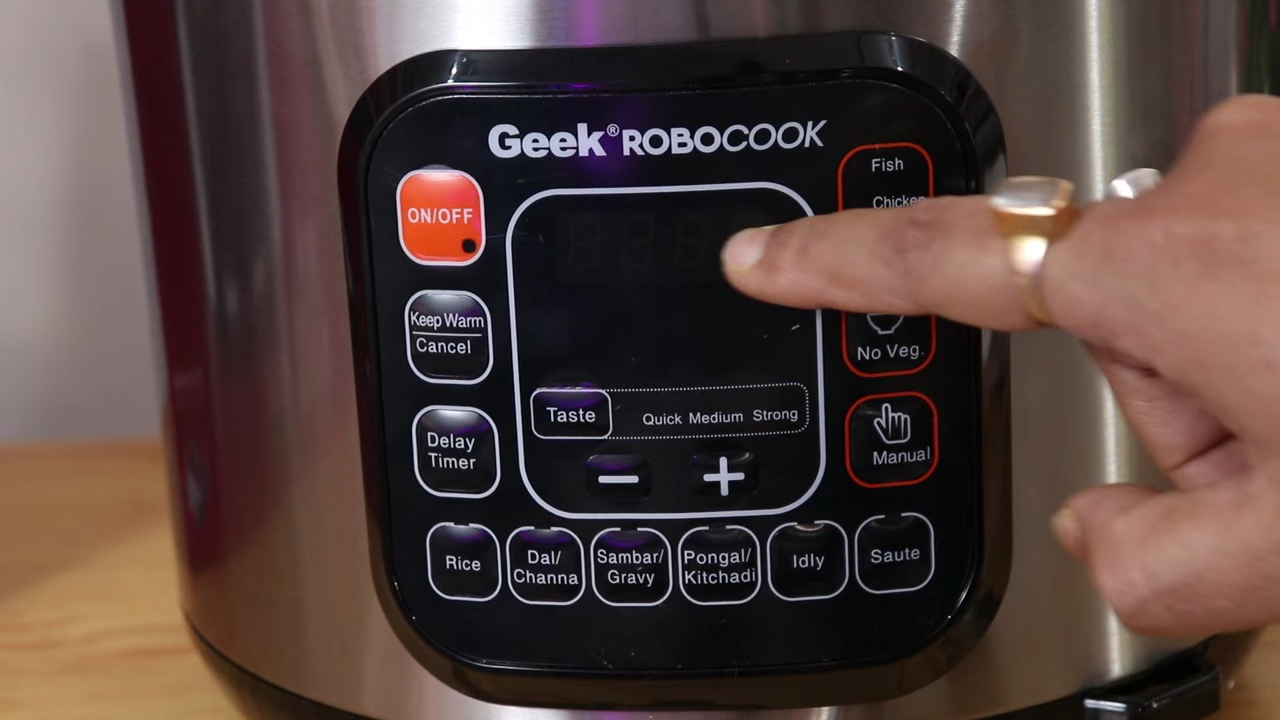 Geek® ROBOCOOK
ON/OFF
Fish
Chicken
Keep Warm
Cancel
No Veg.
Delay
Timer
Taste
Quick Medium Strong
Manual
− +
Rice
Dal/
Channa
Sambar/
Gravy
Pongal/
Kitchadi
Idly
Saute